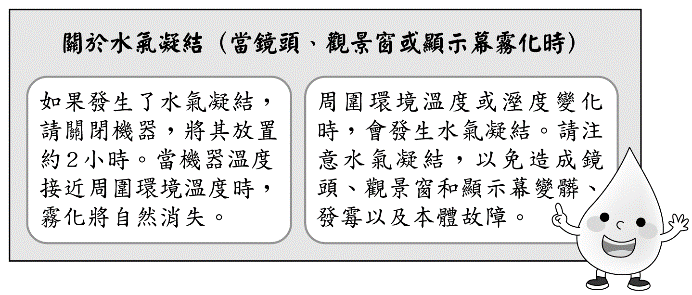 關於水氣凝結（當鏡頭、觀景窗或顯示幕霧化時）
如果發生了水氣凝結，
請關閉機器，將其放置
約2小時。當機器溫度
接近周圍環境溫度時，
霧化將自然消失。
周圍環境溫度或溼度變化
時，會發生水氣凝結。請注
意水氣凝結，以免造成鏡
頭、觀景窗和顯示幕變髒、
發霉以及本體故障。